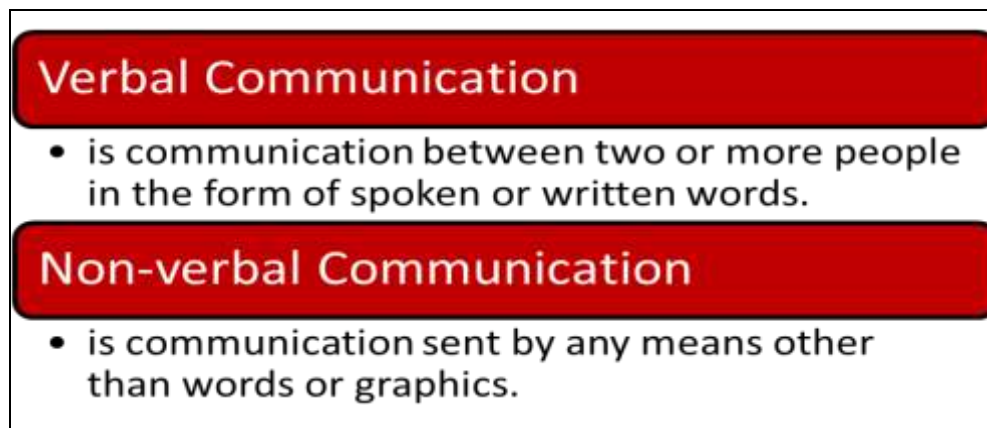 Verbal Communication
• is communication between two or more people
in the form of spoken or written words.
Non-verbal Communication
• is communication sent by any means other
than words or graphics.